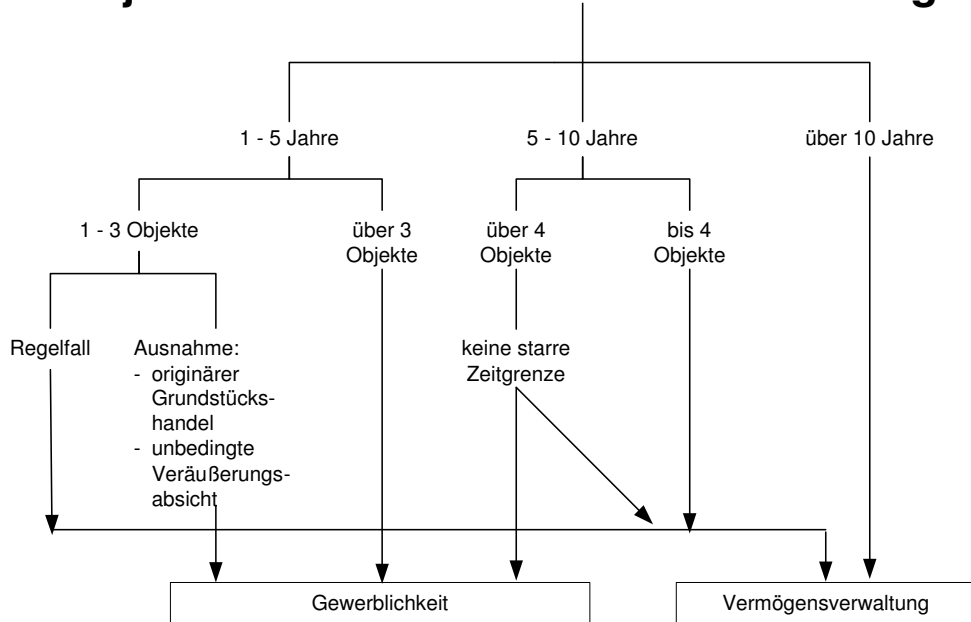 1 - 5 Jahre
5 - 10 Jahre
über 10 Jahre
1 - 3 Objekte
über 3
Objekte
über 4
Objekte
bis 4
Objekte
Regelfall
Ausnahme:
- originärer
Grundstücks-
handel
- unbedingte
Veräußerungs-
absicht
keine starre
Zeitgrenze
Gewerblichkeit
Vermögensverwaltung